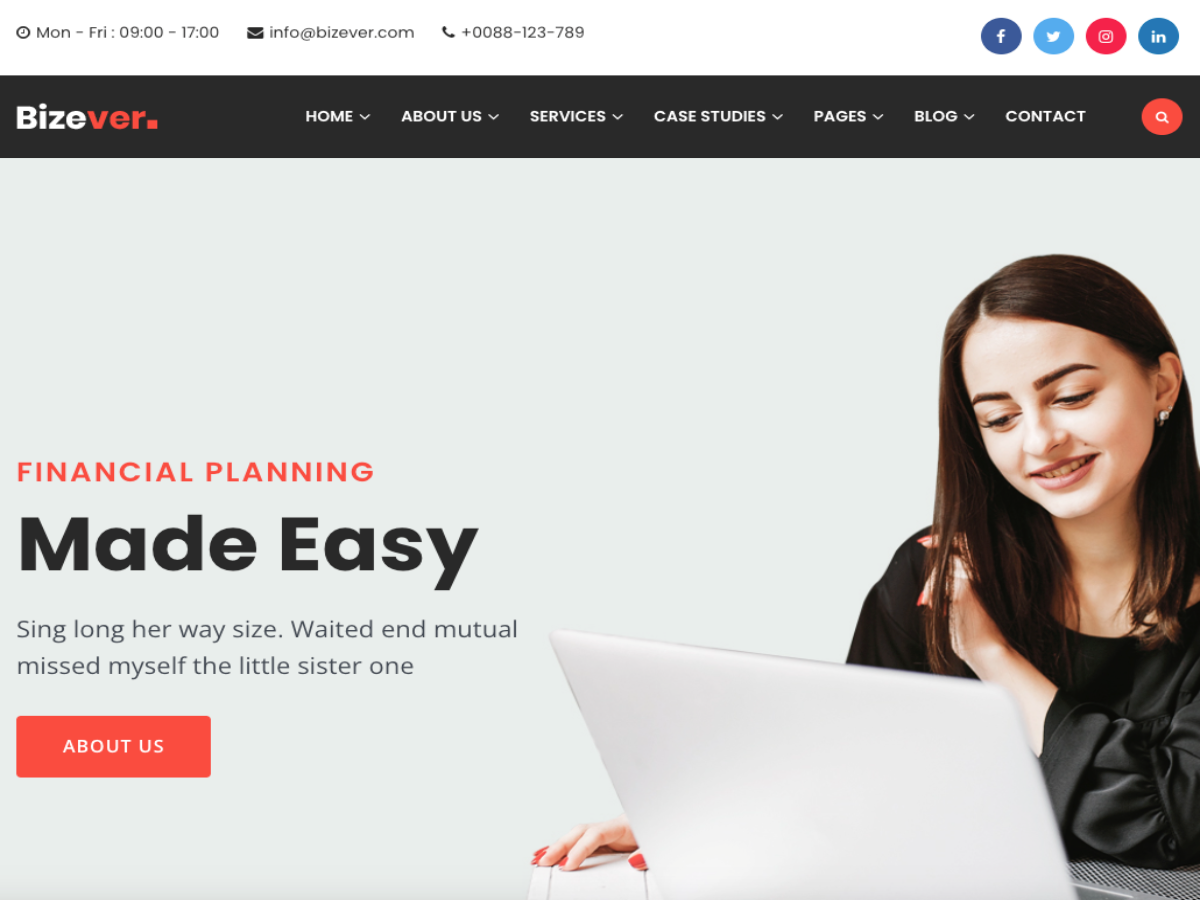 Mon - Fri : 09:00 - 17:00 info@bizever.com +0088-123-789
Bizever. HOME ABOUT US SERVICES CASE STUDIES PAGES BLOG CONTACT
FINANCIAL PLANNING
Made Easy
Sing long her way size. Waited end mutual
missed myself the little sister one
ABOUT US